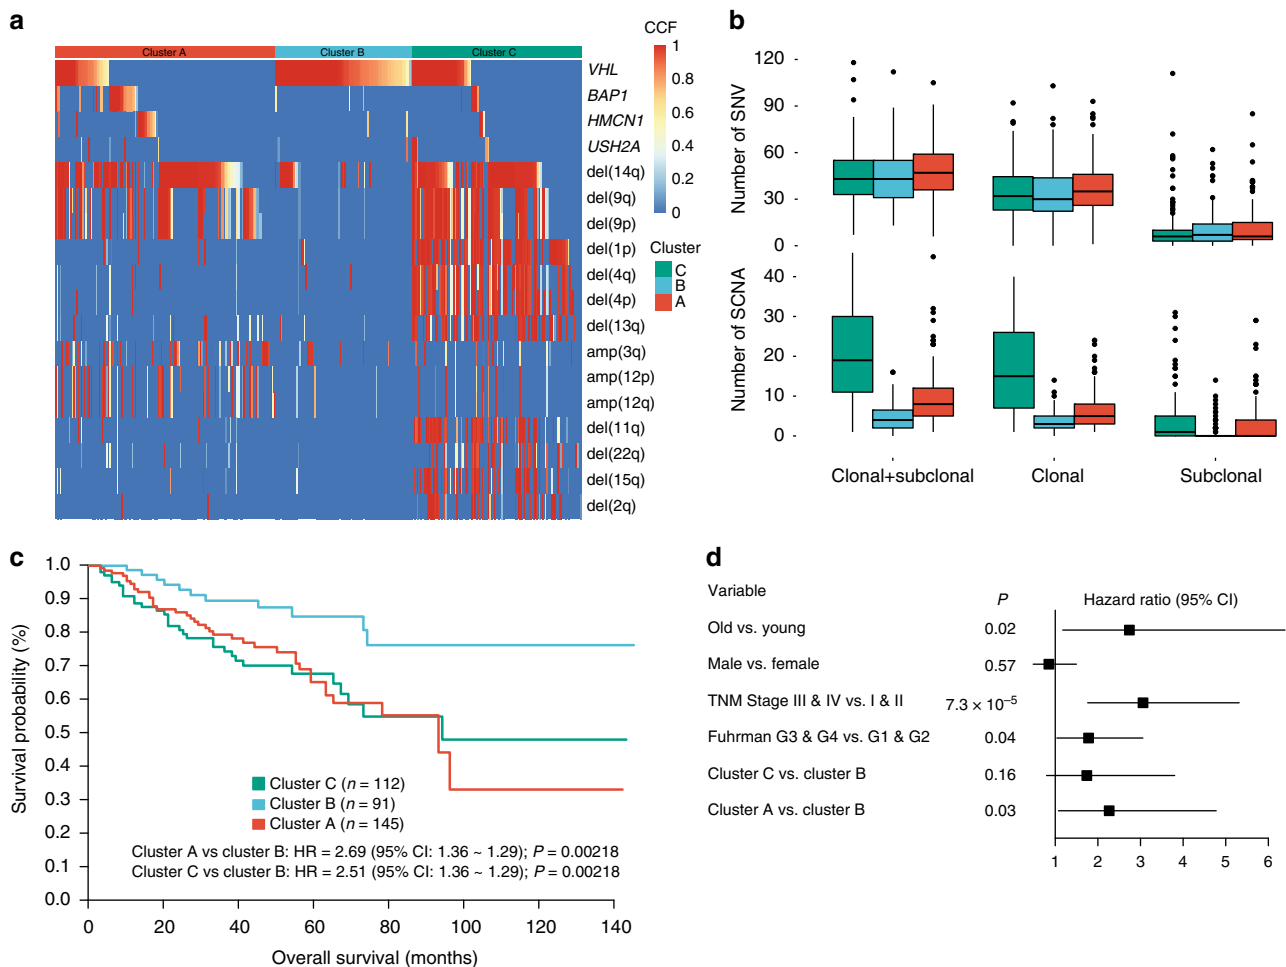 a
Cluster A
Cluster B
Cluster C
CCF
1
0.8
0.6
0.4
0.2
0
VHL
BAP1
HMCN1
USH2A
del(14q)
del(9q)
del(9p)
del(1p)
del(4q)
del(4p)
del(13q)
amp(3q)
amp(12p)
amp(12q)
del(11q)
del(22q)
del(15q)
del(2q)
Cluster
C
B
A
b
Number of SNV
120
90
60
30
0
Number of SCNA
40
30
20
10
0
Clonal+subclonal
Clonal
Subclonal
c
Survival probability (%)
1.0
0.9
0.8
0.7
0.6
0.5
0.4
0.3
0.2
0.1
0.0
Cluster C (n = 112)
Cluster B (n = 91)
Cluster A (n = 145)
Cluster A vs cluster B: HR = 2.69 (95% CI: 1.36 ~ 1.29); P = 0.00218
Cluster C vs cluster B: HR = 2.51 (95% CI: 1.36 ~ 1.29); P = 0.00218
0 20 40 60 80 100 120 140
Overall survival (months)
d
Variable
P
Hazard ratio (95% CI)
Old vs. young 0.02
Male vs. female 0.57
TNM Stage III & IV vs. I & II 7.3 × 10⁻⁵
Fuhrman G3 & G4 vs. G1 & G2 0.04
Cluster C vs. cluster B 0.16
Cluster A vs. cluster B 0.03
1 2 3 4 5 6